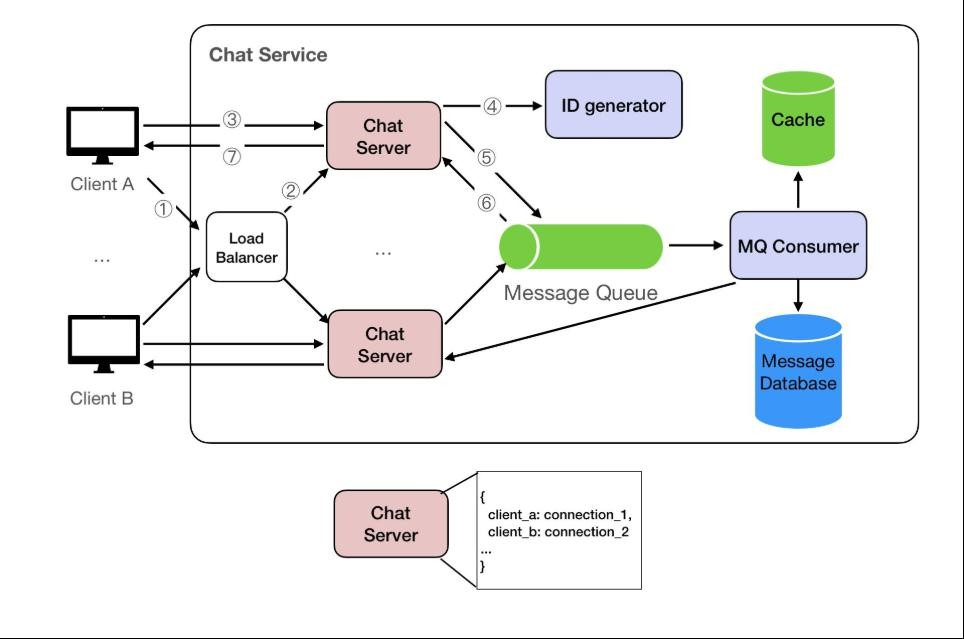 Chat Service
③
④
ID generator
Chat
Server
Cache
⑦
⑤
Client A
②
⑥
①
Load
Balancer
...
...
MQ Consumer
Message Queue
Chat
Server
Message
Database
Client B
Chat
Server
{
client_a: connection_1,
client_b: connection_2
...
}